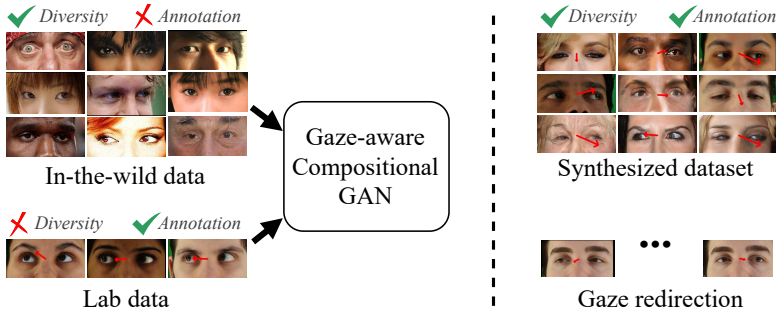 Diversity Annotation
In-the-wild data
Diversity Annotation
Lab data
Gaze-aware
Compositional
GAN
Diversity Annotation
Synthesized dataset
Gaze redirection